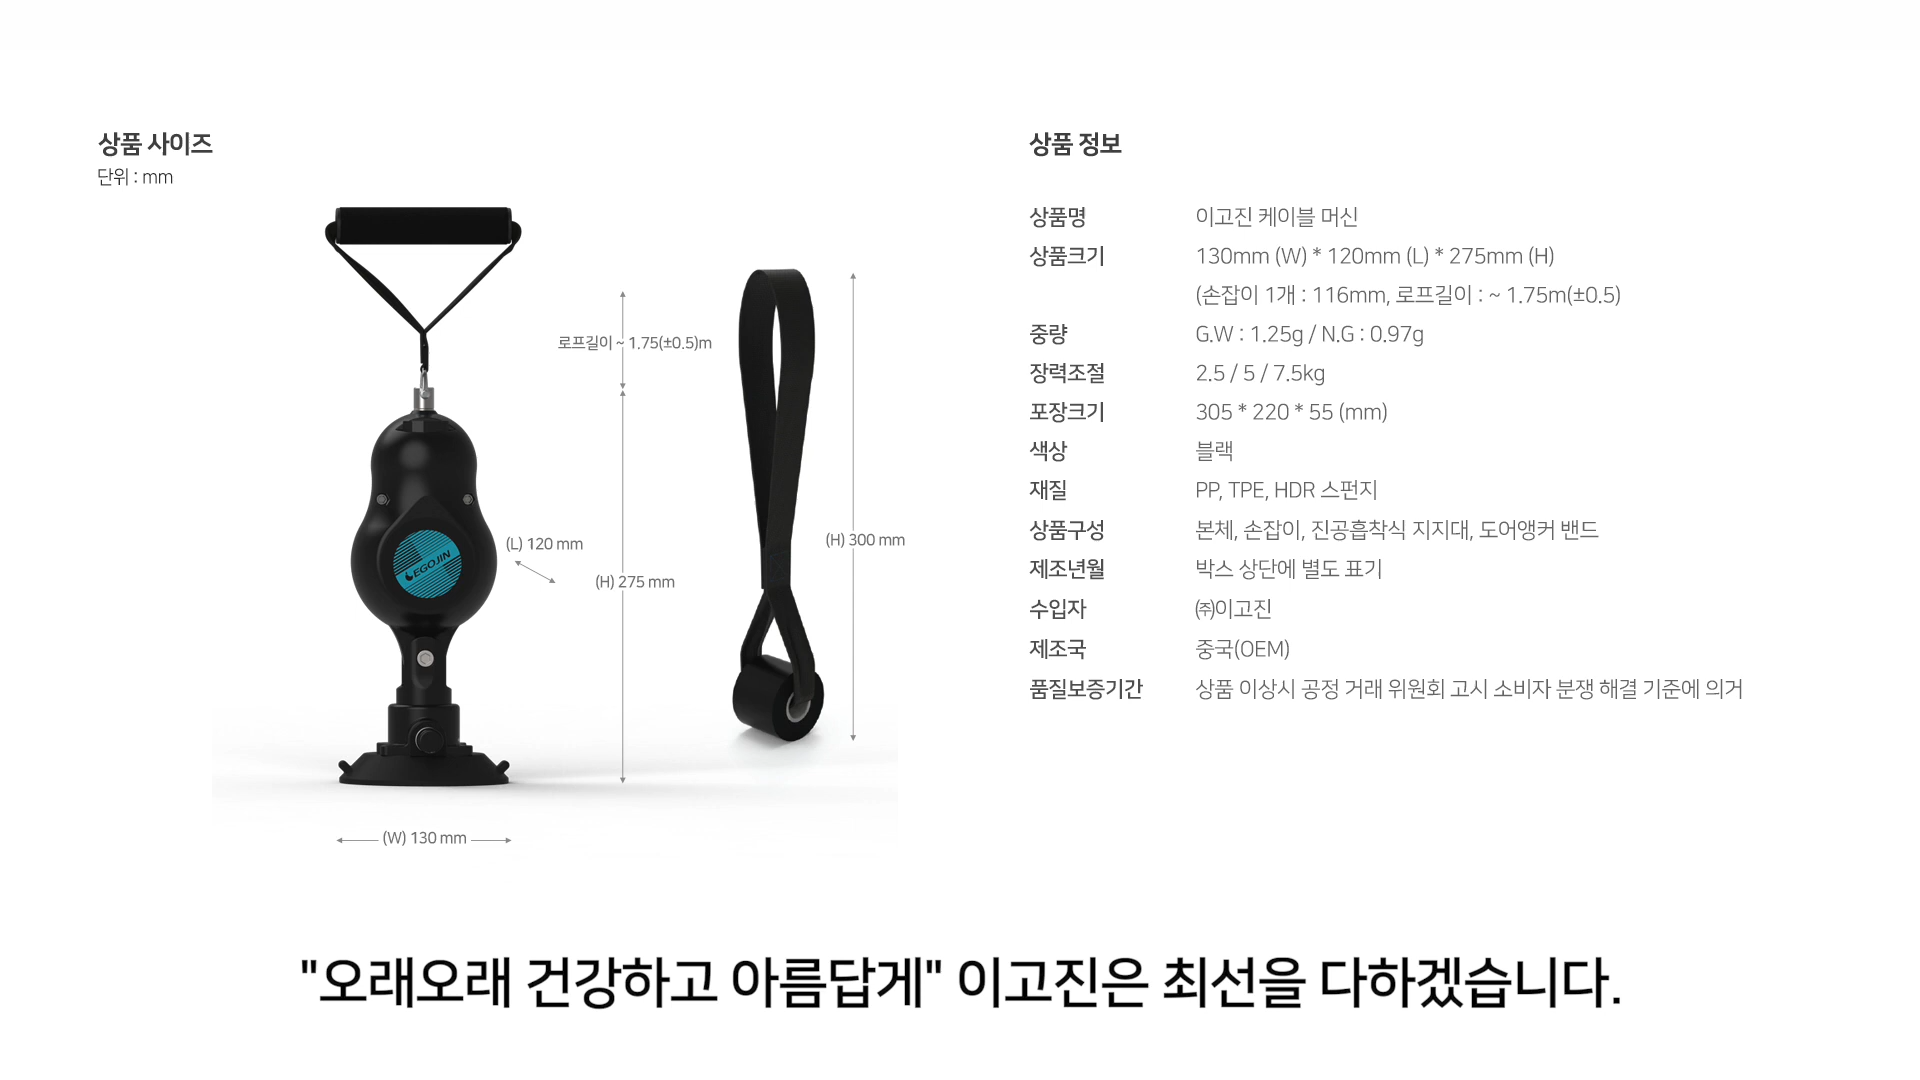 상품 사이즈
단위 : mm
로프길이 ~ 1.75(±0.5)m
(L) 120 mm
(H) 275 mm
(H) 300 mm
EGOJIN
(W) 130 mm
상품 정보
상품명 이고진 케이블 머신
상품크기 130mm (W) * 120mm (L) * 275mm (H)
(손잡이 1개 : 116mm, 로프길이 : ~ 1.75m(±0.5)
중량 G.W : 1.25g / N.G : 0.97g
장력조절 2.5 / 5 / 7.5kg
포장크기 305 * 220 * 55 (mm)
색상 블랙
재질 PP, TPE, HDR 스펀지
상품구성 본체, 손잡이, 진공흡착식 지지대, 도어앵커 밴드
제조년월 박스 상단에 별도 표기
수입자 ㈜이고진
제조국 중국(OEM)
품질보증기간 상품 이상시 공정 거래 위원회 고시 소비자 분쟁 해결 기준에 의거
"오래오래 건강하고 아름답게" 이고진은 최선을 다하겠습니다.